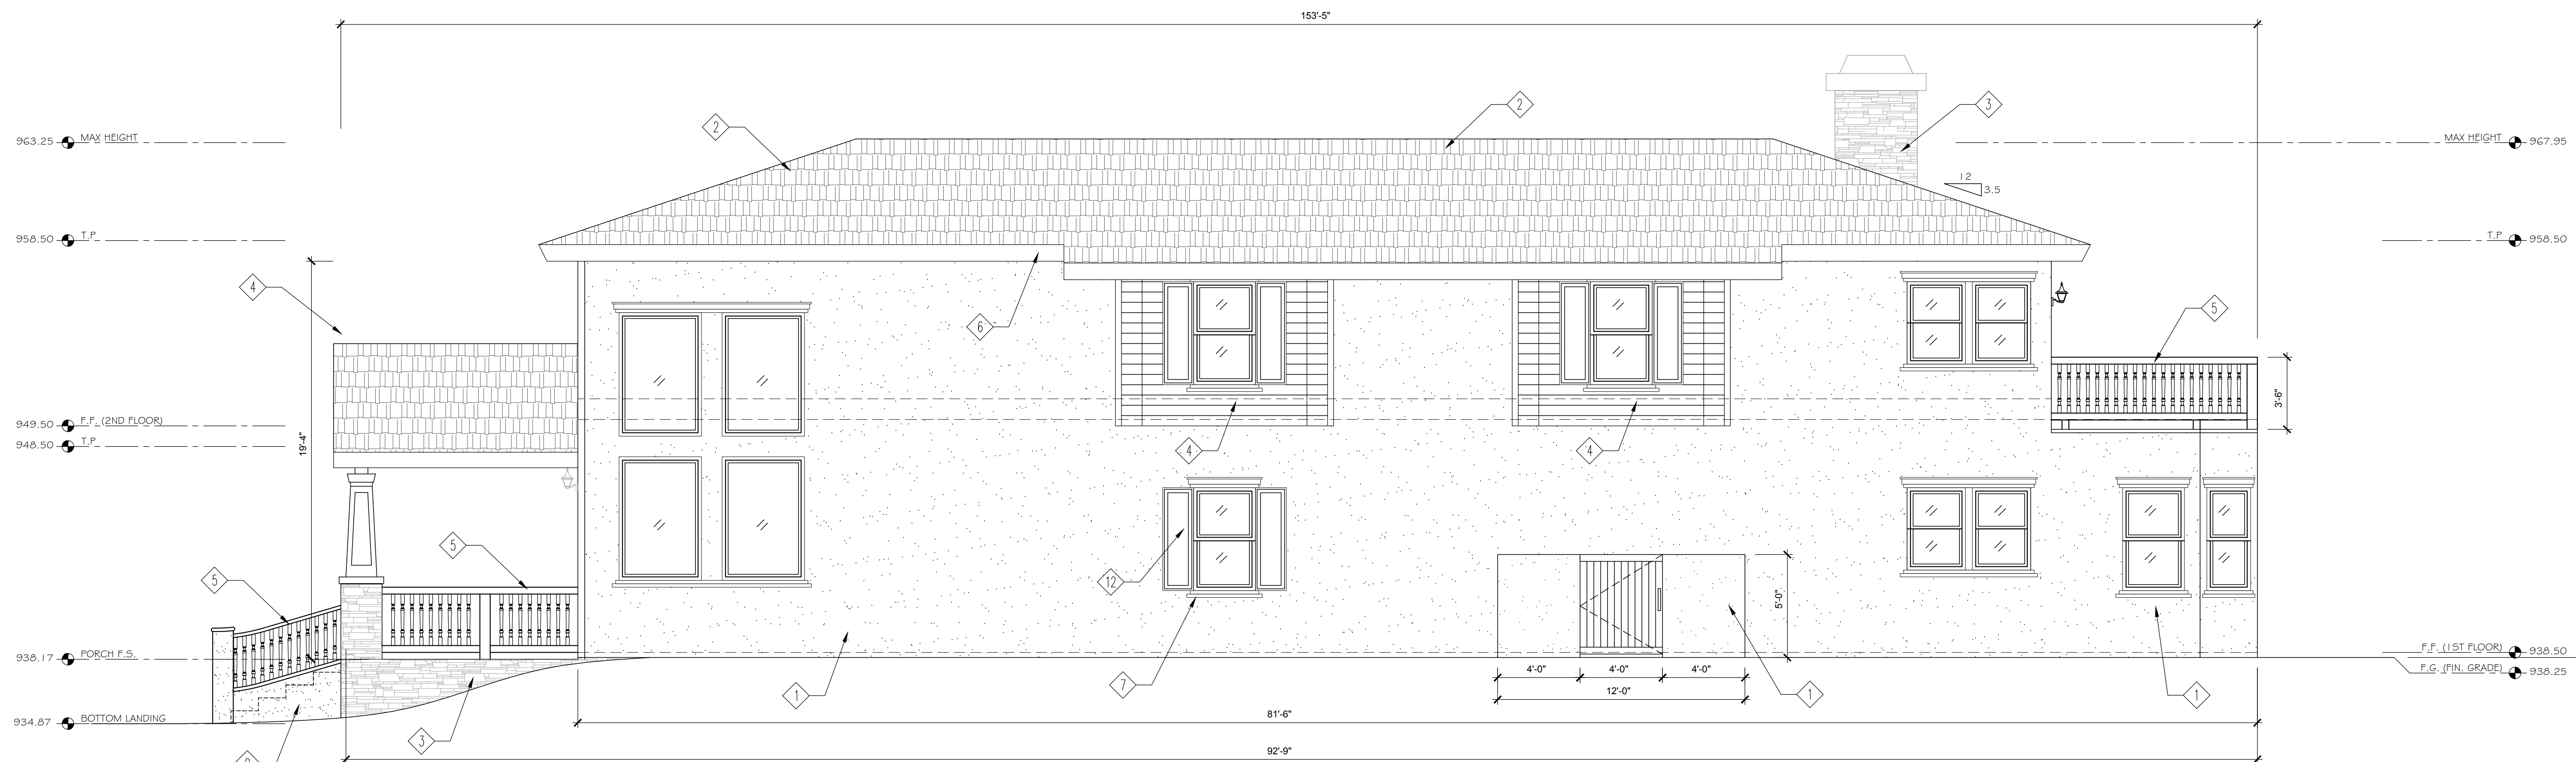 153'-5"
2
2
3
963.25 MAX HEIGHT
MAX HEIGHT 967.95
12
3.5
958.50 T.P
T.P 958.50
4
6
5
19'-4"
3'-6"
949.50 F.F. (2ND FLOOR)
948.50 T.P
4
4
5
5
12
5'-0"
938.17 PORCH F.S.
F.F. (1ST FLOOR) 938.50
F.G. (FIN. GRADE) 938.25
4'-0" 4'-0" 4'-0"
12'-0"
7
1
1
1
934.87 BOTTOM LANDING
81'-6"
3
92'-9"